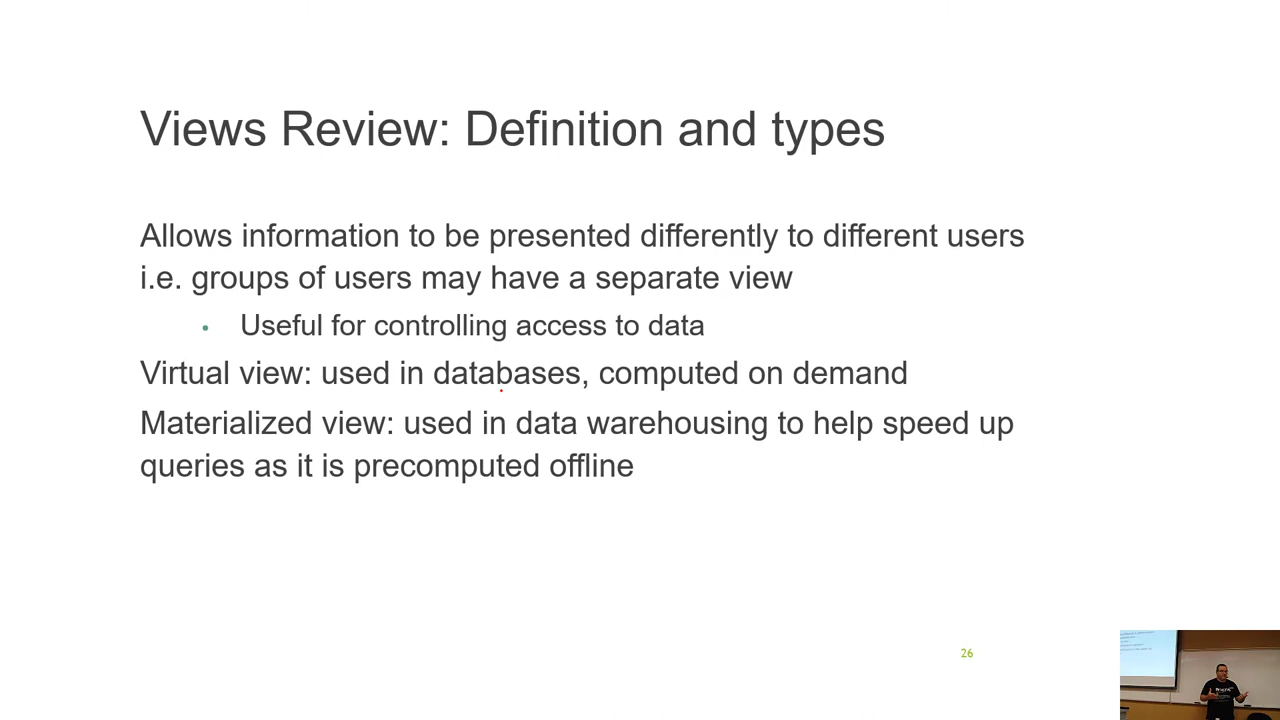 Views Review: Definition and types
Allows information to be presented differently to different users
i.e. groups of users may have a separate view
• Useful for controlling access to data
Virtual view: used in databases, computed on demand
Materialized view: used in data warehousing to help speed up
queries as it is precomputed offline
26